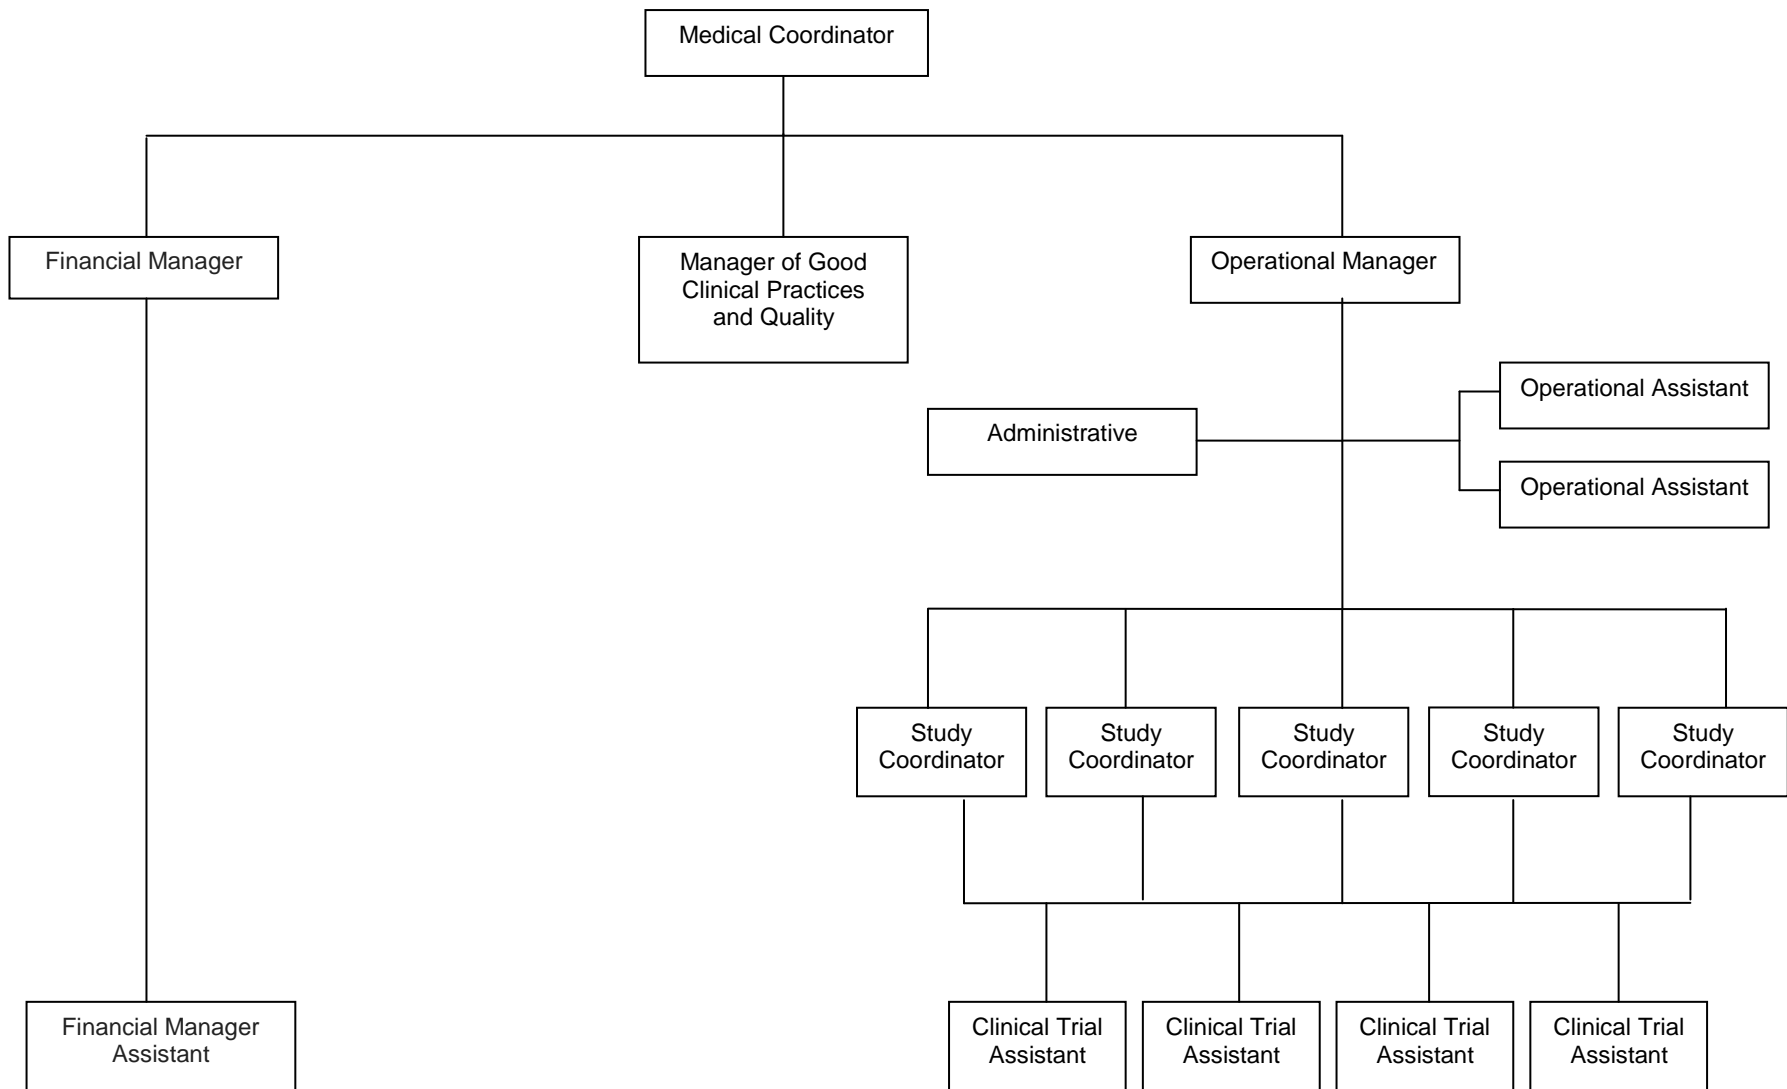 Medical Coordinator
Financial Manager
Manager of Good
Clinical Practices
and Quality
Operational Manager
Operational Assistant
Administrative
Operational Assistant
Study
Coordinator
Study
Coordinator
Study
Coordinator
Study
Coordinator
Study
Coordinator
Financial Manager
Assistant
Clinical Trial
Assistant
Clinical Trial
Assistant
Clinical Trial
Assistant
Clinical Trial
Assistant